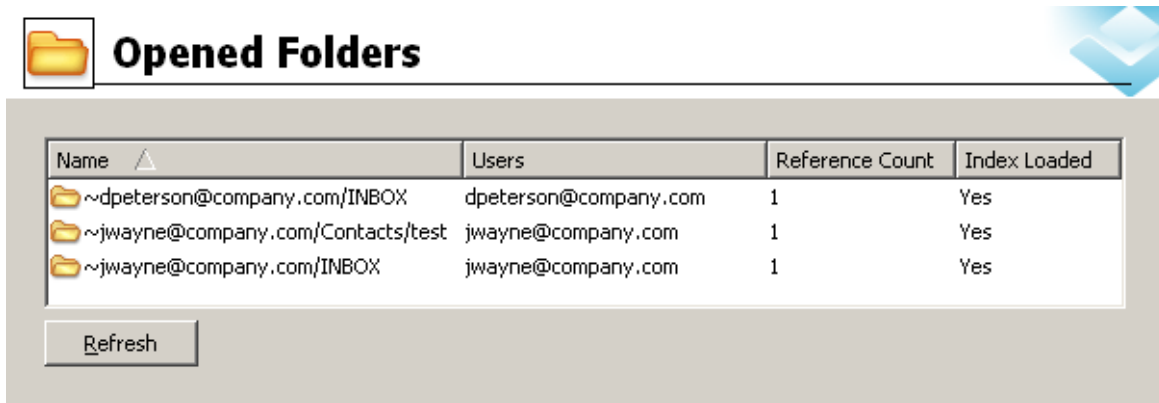 Opened Folders
Name Users Reference Count Index Loaded
~dpeterson@company.com/INBOX dpeterson@company.com 1 Yes
~jwayne@company.com/Contacts/test jwayne@company.com 1 Yes
~jwayne@company.com/INBOX jwayne@company.com 1 Yes
Refresh